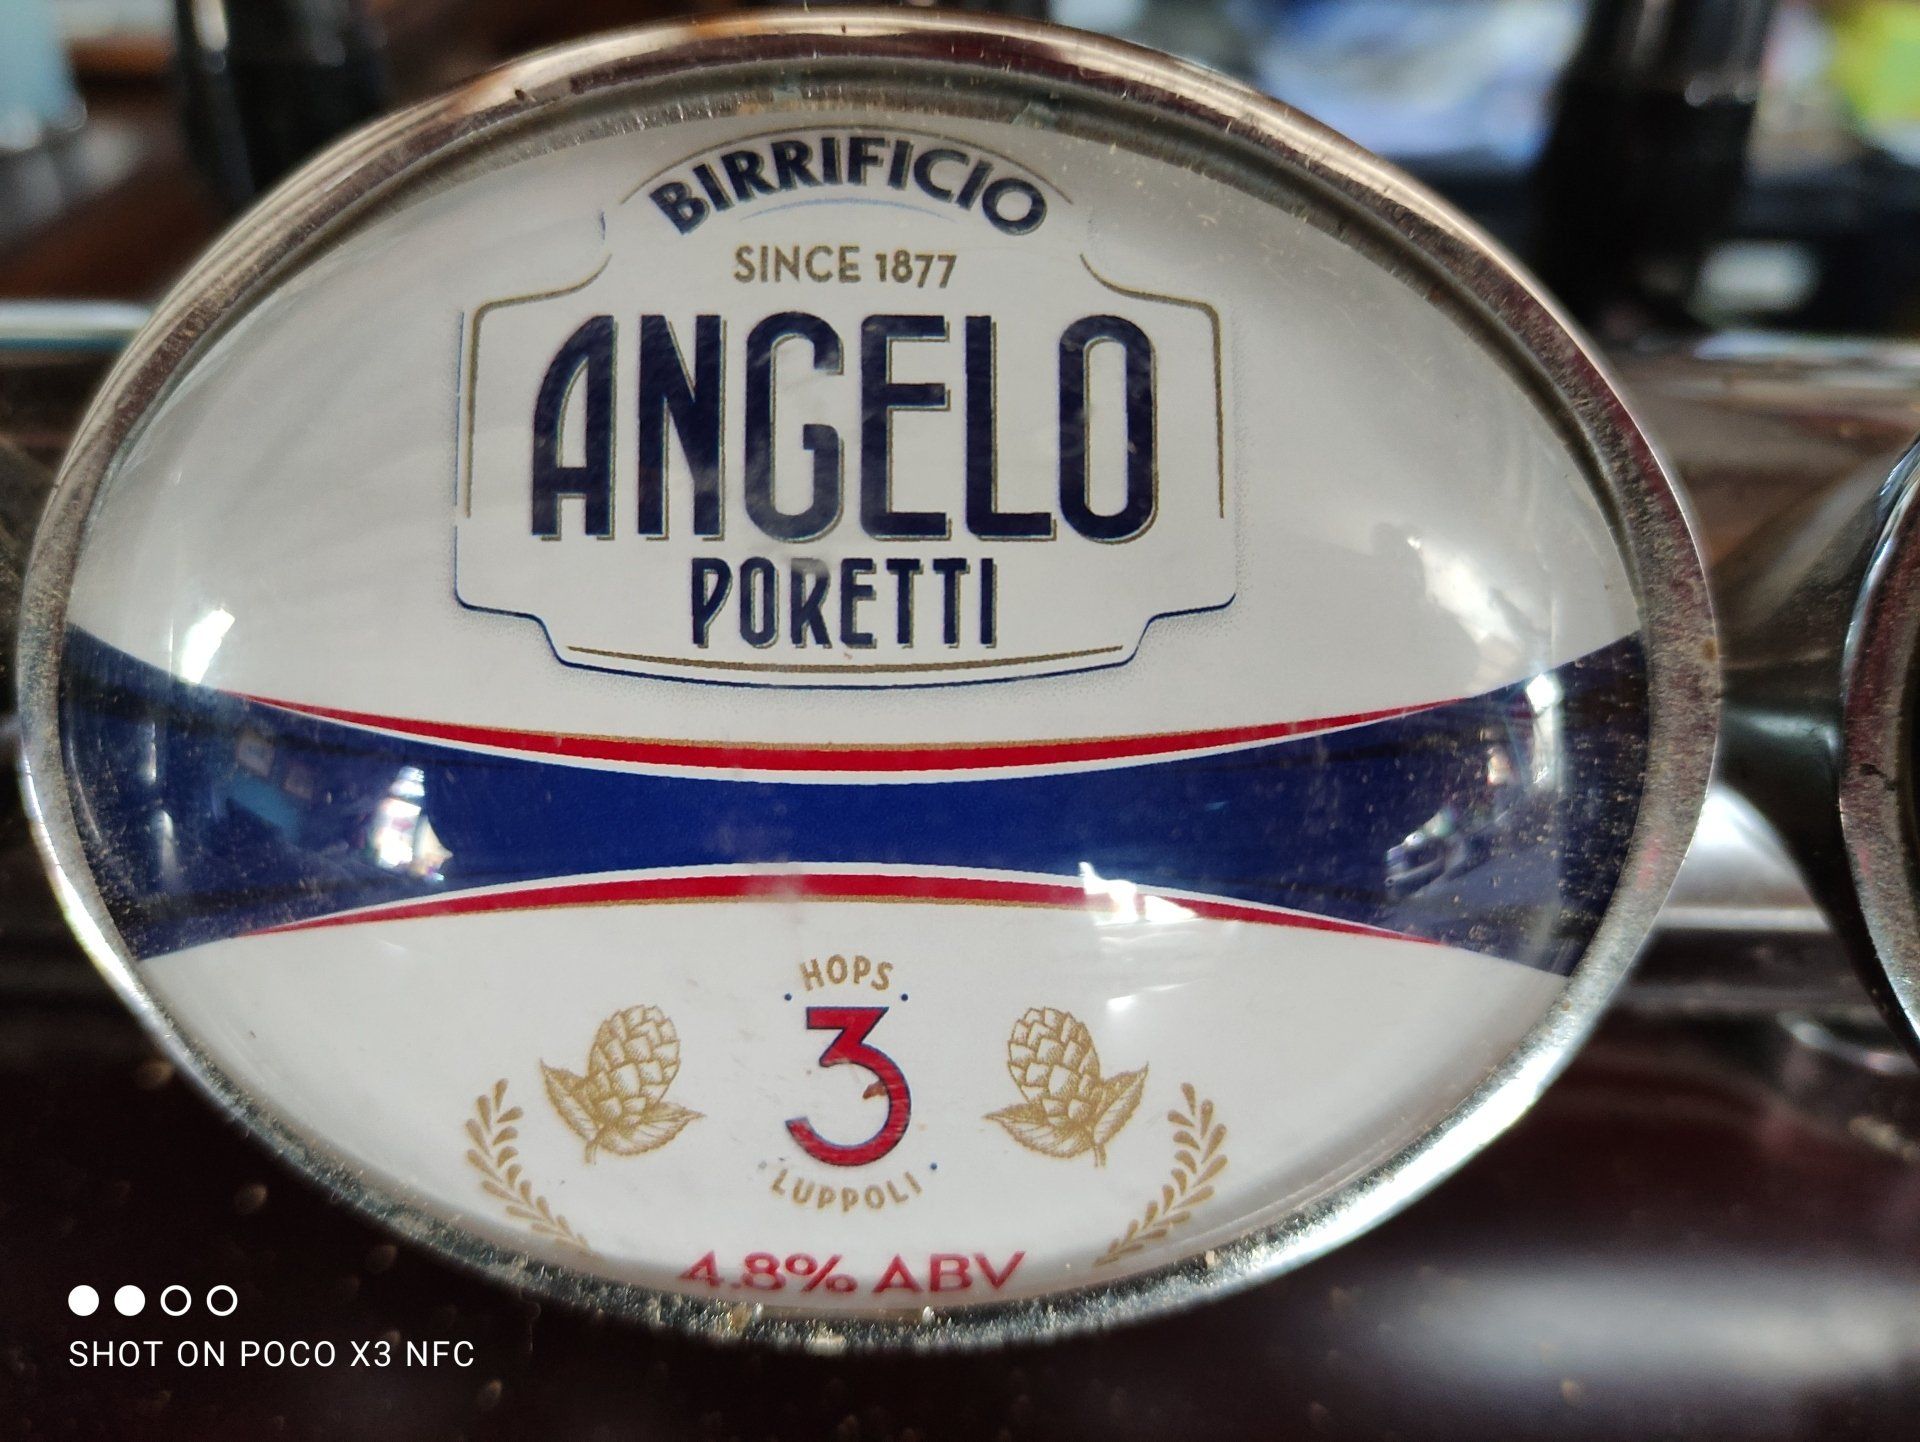 BIRRIFICIO
SINCE 1877
ANGELO
PORETTI
HOPS
3
LUPPOLI
4.8% ABV
SHOT ON POCO X3 NFC